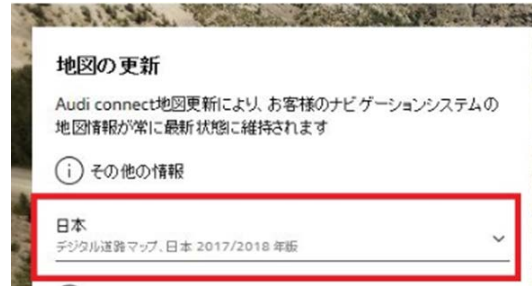 地図の更新
Audi connect地図更新により、お客様のナビゲーションシステムの
地図情報が常に最新状態に維持されます
i その他の情報
日本
デジタル道路マップ、日本 2017/2018 年版